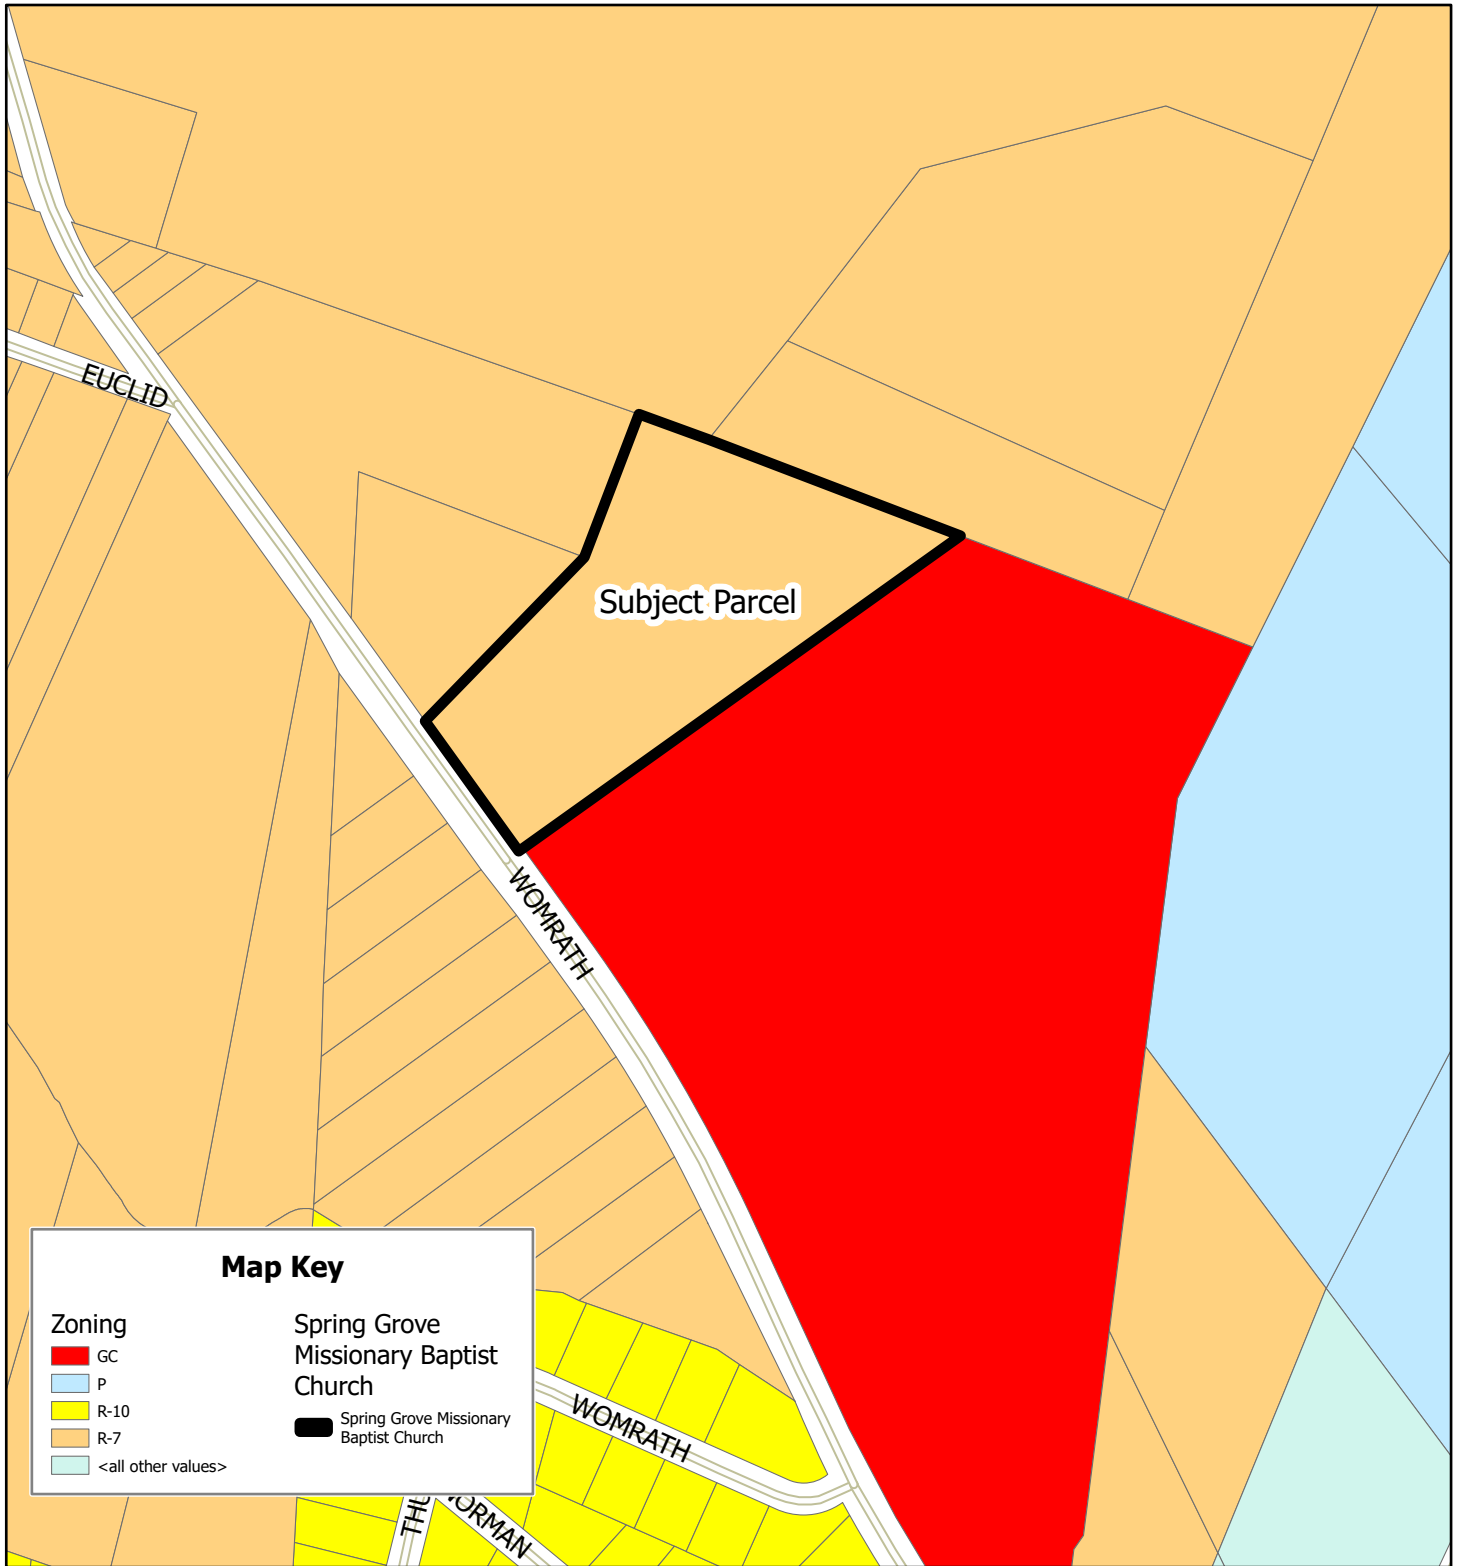 EUCLID
Subject Parcel
WOMRATH
Map Key
Zoning
GC
P
R-10
R-7
<all other values>
Spring Grove
Missionary Baptist
Church
Spring Grove Missionary
Baptist Church
WOMRATH
NORMAN